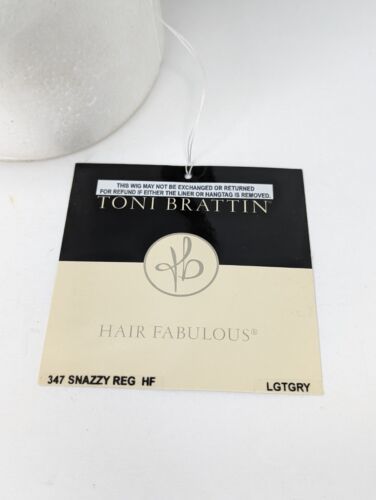 THIS WIG MAY NOT BE EXCHANGED OR RETURNED
FOR REFUND IF EITHER THE LINER OR HANGTAG IS REMOVED.
TONI BRATTIN
HAIR FABULOUS®
347 SNAZZY REG HF LGTGRY